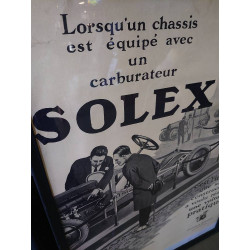 Lorsqu'un chassis
est équipé avec
un
carburateur
SOLEX